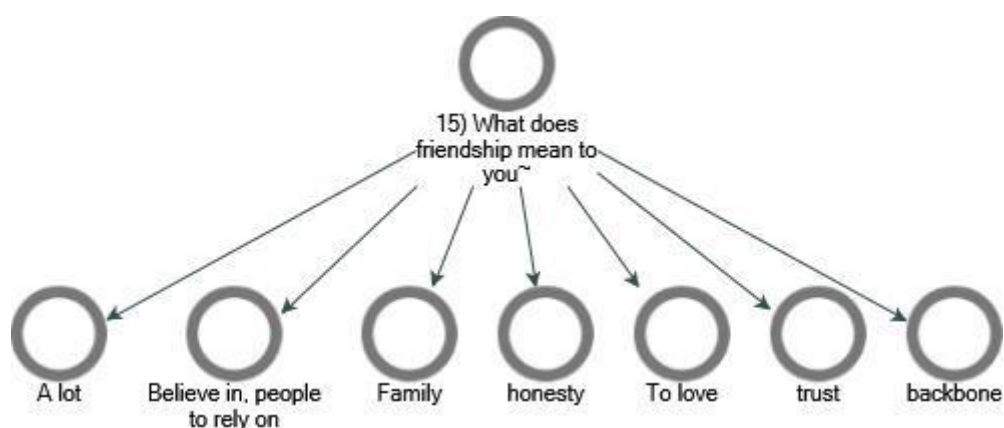 15) What does
friendship mean to
you~
A lot
Believe in, people
to rely on
Family
honesty
To love
trust
backbone